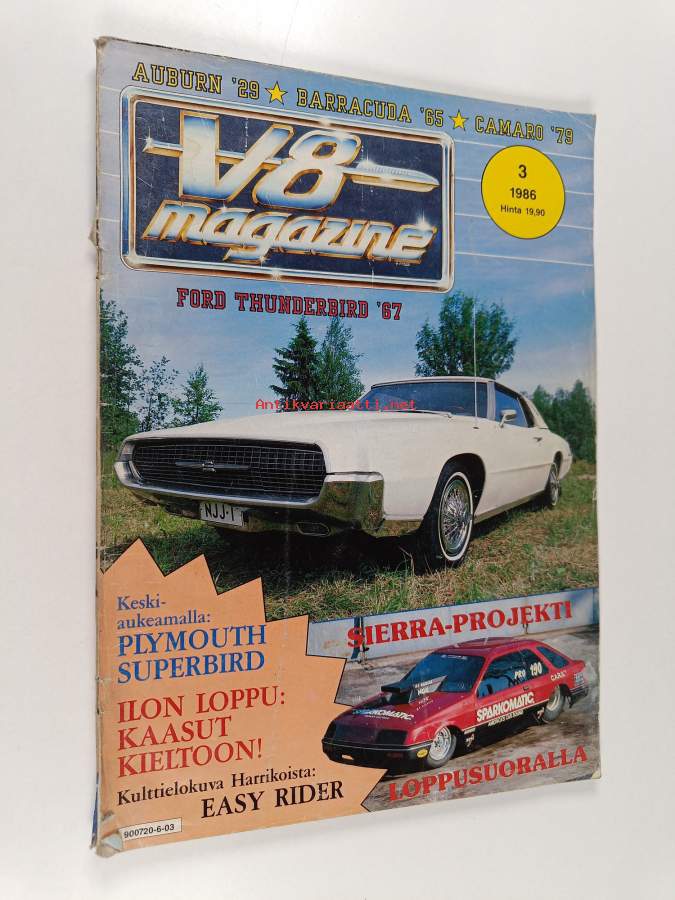 AUBURN '29 ★ BARRACUDA '65 ★ CAMARO '79
V8
magazine
3
1986
Hinta 19,90
FORD THUNDERBIRD '67
Antikvariaatti.net
NJJ-1
Keski-
aukeamalla:
PLYMOUTH
SUPERBIRD
ILON LOPPU:
KAASUT
KIELTOON!
Kulttielokuva Harrikoista:
EASY RIDER
SIERRA-PROJEKTI
PRO 190
SPARKOMATIC
SPARKOMATIC
LOPPUSUORALLA
900720-6-03